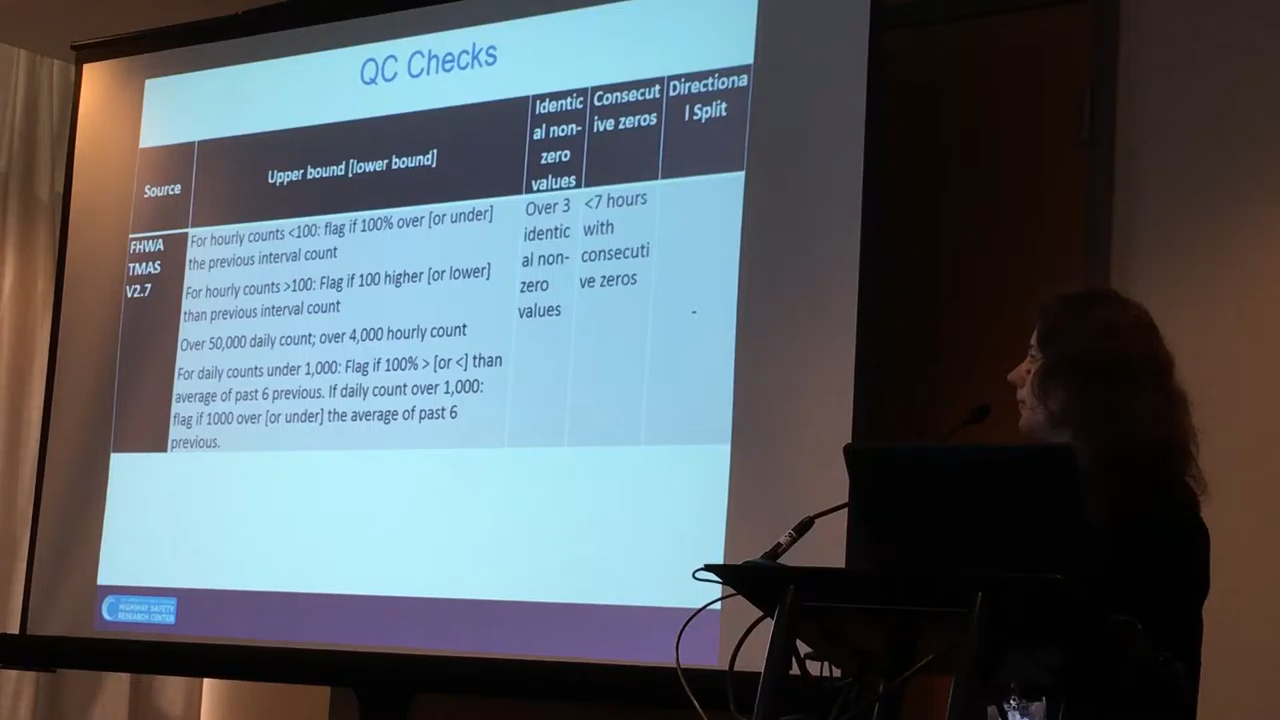 QC Checks
Source
Upper bound [lower bound]
Identic
al non-
zero
values
Consecut
ive zeros
Directiona
l Split
FHWA
TMAS
V2.7
For hourly counts <100: flag if 100% over [or under]
the previous interval count
For hourly counts >100: Flag if 100 higher [or lower]
than previous interval count
Over 50,000 daily count; over 4,000 hourly count
For daily counts under 1,000: Flag if 100% > [or <] than
average of past 6 previous. If daily count over 1,000:
flag if 1000 over [or under] the average of past 6
previous.
Over 3
identic
al non-
zero
values
<7 hours
with
consecuti
ve zeros
-
HIGHWAY SAFETY
RESEARCH CENTER